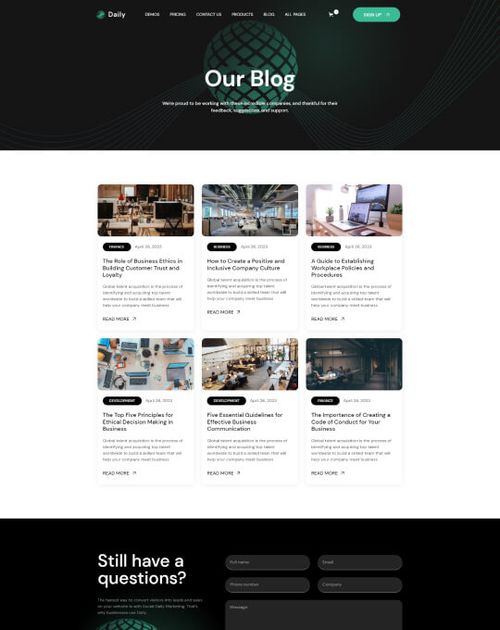 Daily
DEMOS PRICING CONTACT US PRODUCTS BLOG ALL PAGES
SIGN UP
Our Blog
We're proud to be working with these incredible companies, and thankful for their
feedback, suggestions, and support.
FINANCE April 26, 2023
The Role of Business Ethics in
Building Customer Trust and
Loyalty
Global talent acquisition is the process of
identifying and acquiring top talent
worldwide to build a skilled team that will
help your company meet business
READ MORE
BUSINESS April 26, 2023
How to Create a Positive and
Inclusive Company Culture
Global talent acquisition is the process of
identifying and acquiring top talent
worldwide to build a skilled team that will
help your company meet business
READ MORE
BUSINESS April 26, 2023
A Guide to Establishing
Workplace Policies and
Procedures
Global talent acquisition is the process of
identifying and acquiring top talent
worldwide to build a skilled team that will
help your company meet business
READ MORE
DEVELOPMENT April 26, 2023
The Top Five Principles for
Ethical Decision Making in
Business
Global talent acquisition is the process of
identifying and acquiring top talent
worldwide to build a skilled team that will
help your company meet business
READ MORE
DEVELOPMENT April 26, 2023
Five Essential Guidelines for
Effective Business
Communication
Global talent acquisition is the process of
identifying and acquiring top talent
worldwide to build a skilled team that will
help your company meet business
READ MORE
FINANCE April 26, 2023
The Importance of Creating a
Code of Conduct for Your
Business
Global talent acquisition is the process of
identifying and acquiring top talent
worldwide to build a skilled team that will
help your company meet business
READ MORE
Still have a
questions?
The fastest way to convert visitors into leads and sales
on your website is with Social Daily Marketing. That's
why businesses use Daily.
Full name
Email
Phone number
Company
Message